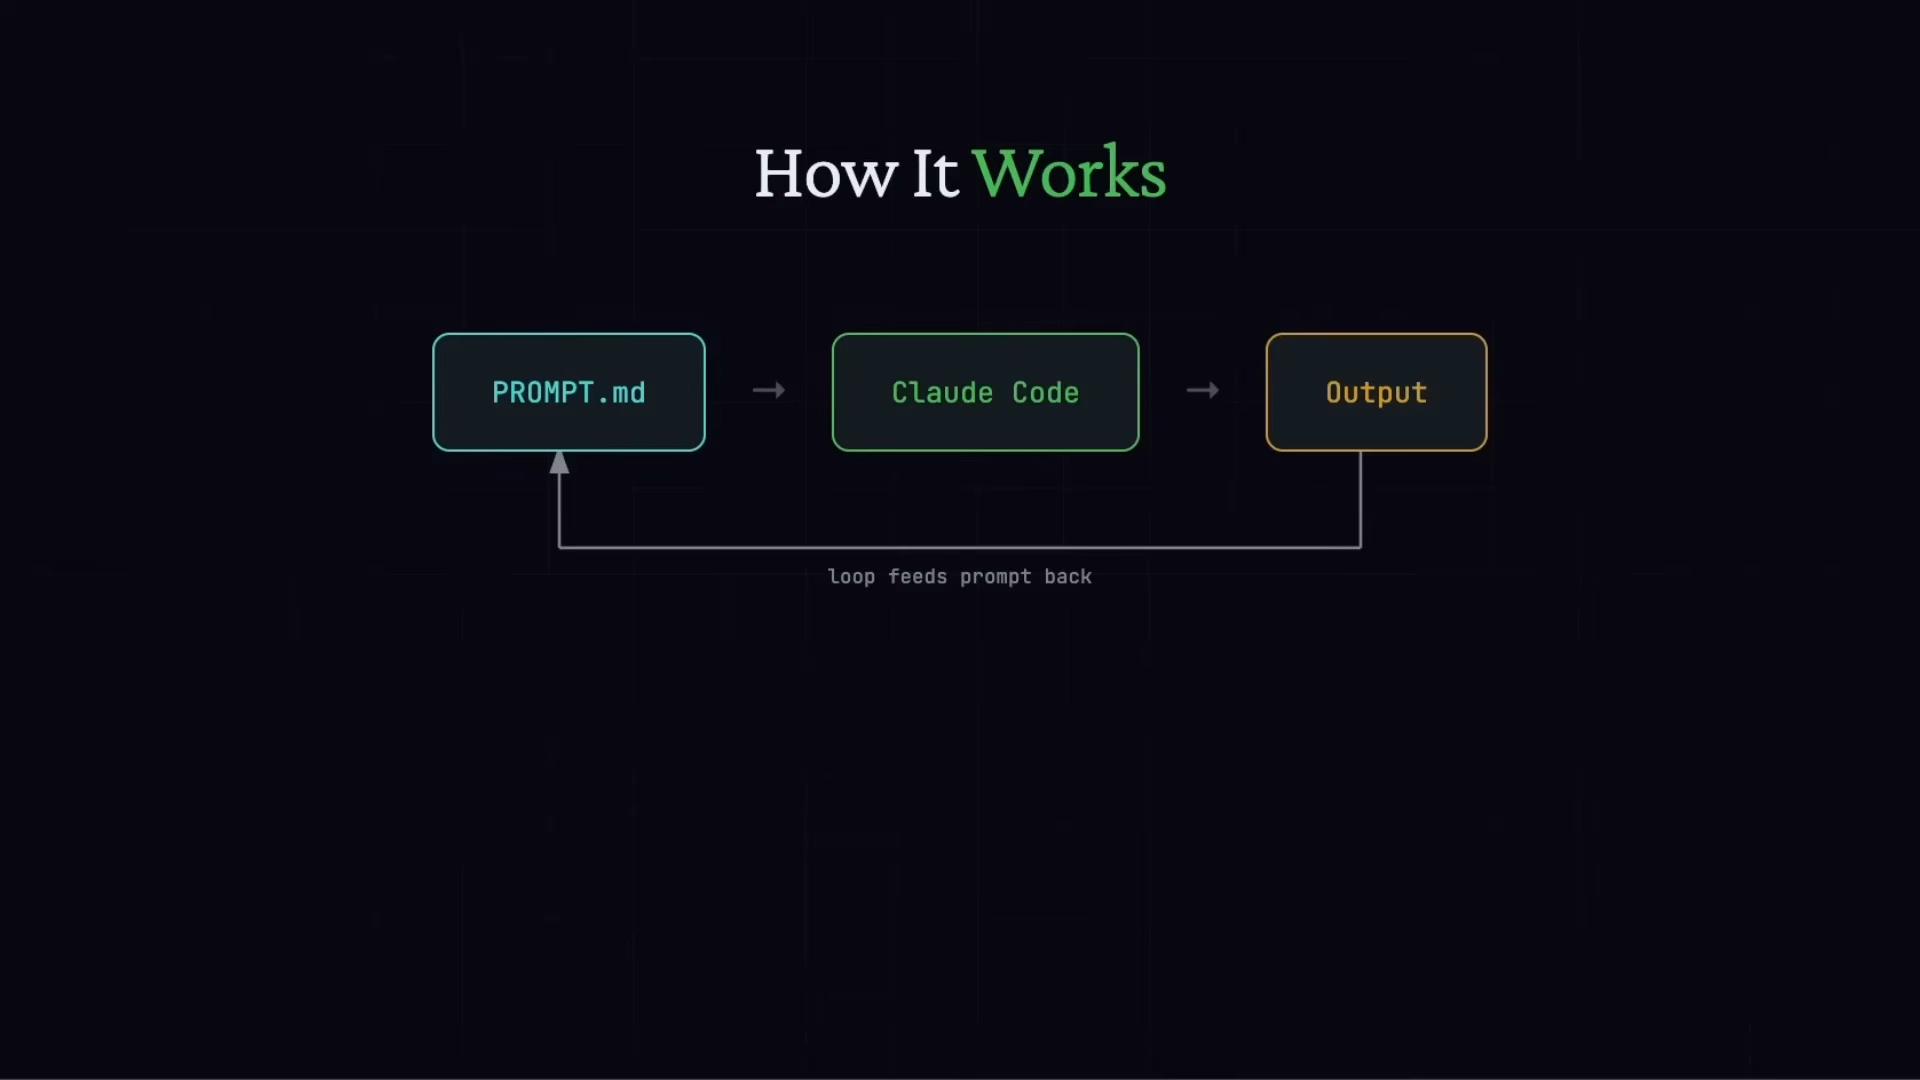 How It Works
PROMPT.md → Claude Code → Output
loop feeds prompt back